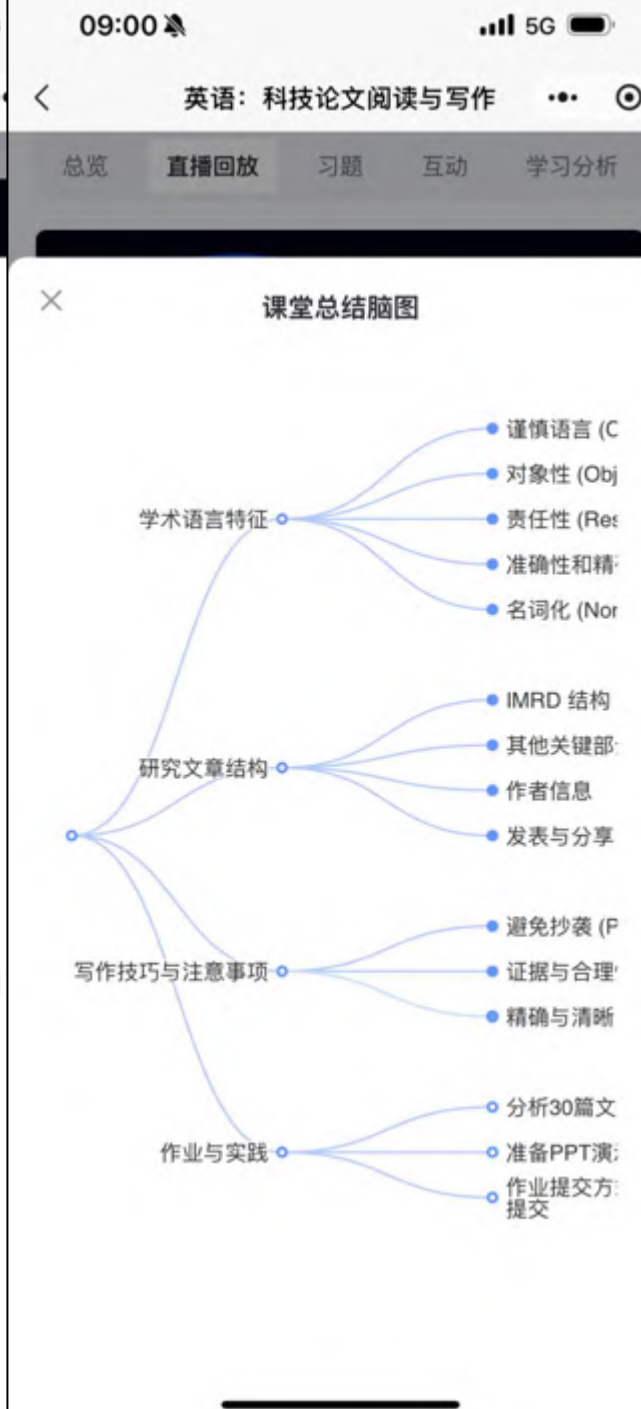 09:00
5G
英语：科技论文阅读与写作
总览 直播回放 习题 互动 学习分析
课堂总结脑图
学术语言特征
谨慎语言 (C
对象性 (Obj
责任性 (Res
准确性和精
名词化 (Nor
研究文章结构
IMRD 结构
其他关键部
作者信息
发表与分享
写作技巧与注意事项
避免抄袭 (P
证据与合理
精确与清晰
作业与实践
分析30篇文
准备PPT演
作业提交方
提交